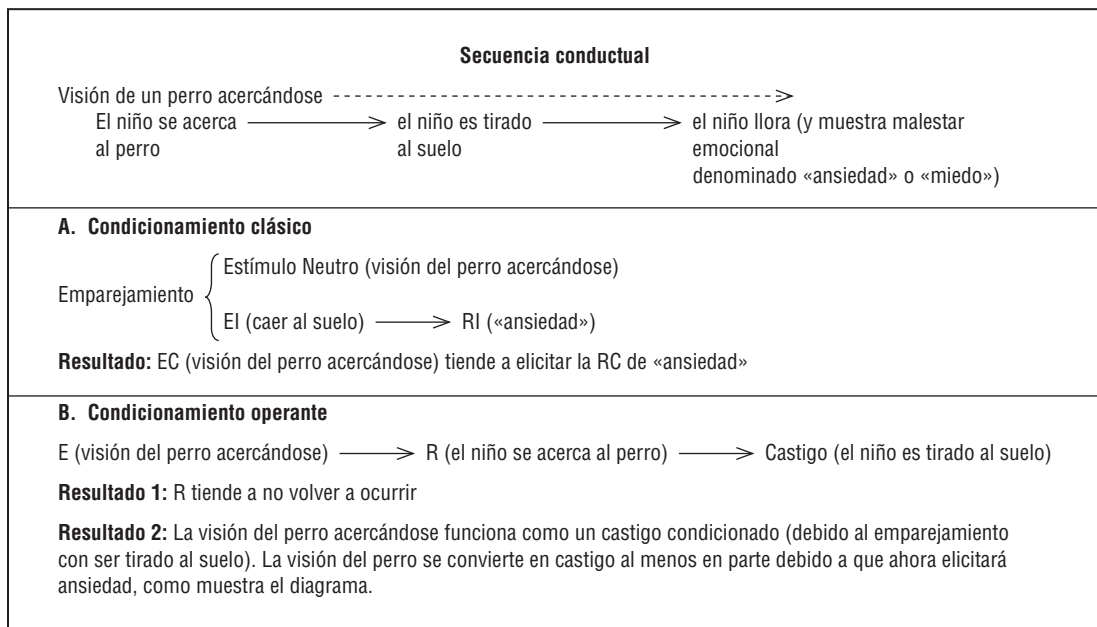 Secuencia conductual
Visión de un perro acercándose
El niño se acerca el niño es tirado el niño llora (y muestra malestar
al perro al suelo emocional
denominado «ansiedad» o «miedo»)
A. Condicionamiento clásico
Estímulo Neutro (visión del perro acercándose)
Emparejamiento
EI (caer al suelo) RI («ansiedad»)
Resultado: EC (visión del perro acercándose) tiende a elicitar la RC de «ansiedad»
B. Condicionamiento operante
E (visión del perro acercándose) R (el niño se acerca al perro) Castigo (el niño es tirado al suelo)
Resultado 1: R tiende a no volver a ocurrir
Resultado 2: La visión del perro acercándose funciona como un castigo condicionado (debido al emparejamiento
con ser tirado al suelo). La visión del perro se convierte en castigo al menos en parte debido a que ahora elicitará
ansiedad, como muestra el diagrama.